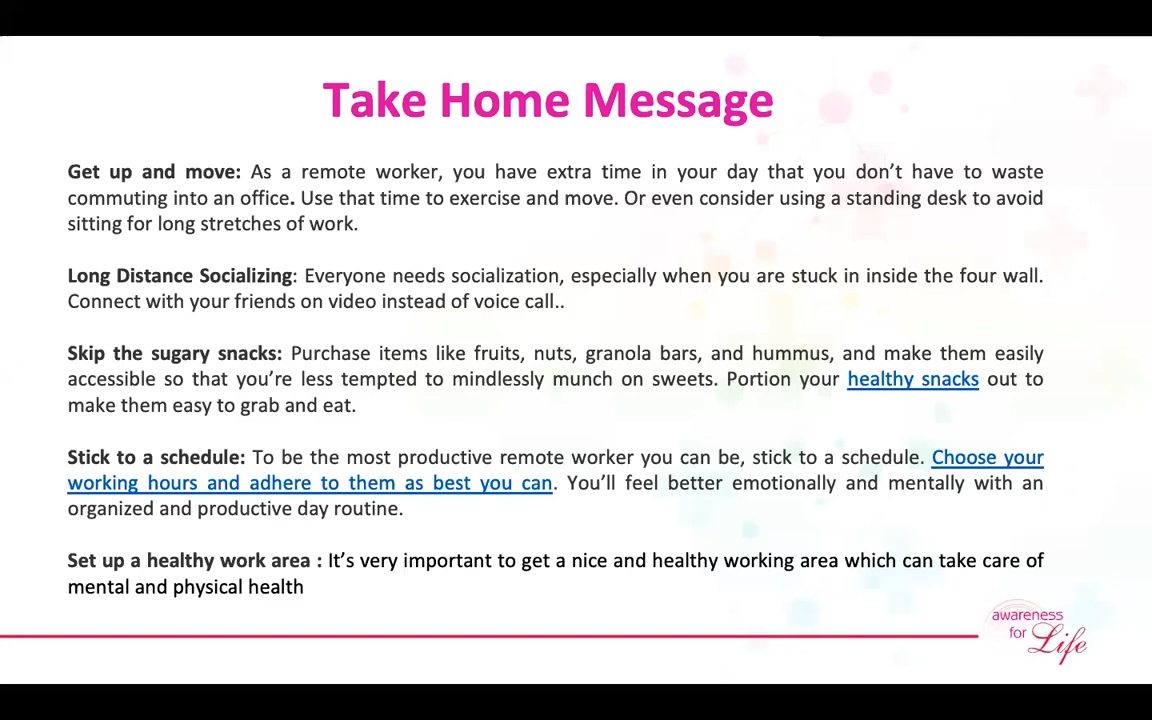 Take Home Message
Get up and move: As a remote worker, you have extra time in your day that you don’t have to waste
commuting into an office. Use that time to exercise and move. Or even consider using a standing desk to avoid
sitting for long stretches of work.
Long Distance Socializing: Everyone needs socialization, especially when you are stuck in inside the four wall.
Connect with your friends on video instead of voice call..
Skip the sugary snacks: Purchase items like fruits, nuts, granola bars, and hummus, and make them easily
accessible so that you’re less tempted to mindlessly munch on sweets. Portion your healthy snacks out to
make them easy to grab and eat.
Stick to a schedule: To be the most productive remote worker you can be, stick to a schedule. Choose your
working hours and adhere to them as best you can. You’ll feel better emotionally and mentally with an
organized and productive day routine.
Set up a healthy work area : It’s very important to get a nice and healthy working area which can take care of
mental and physical health
awareness
for Life